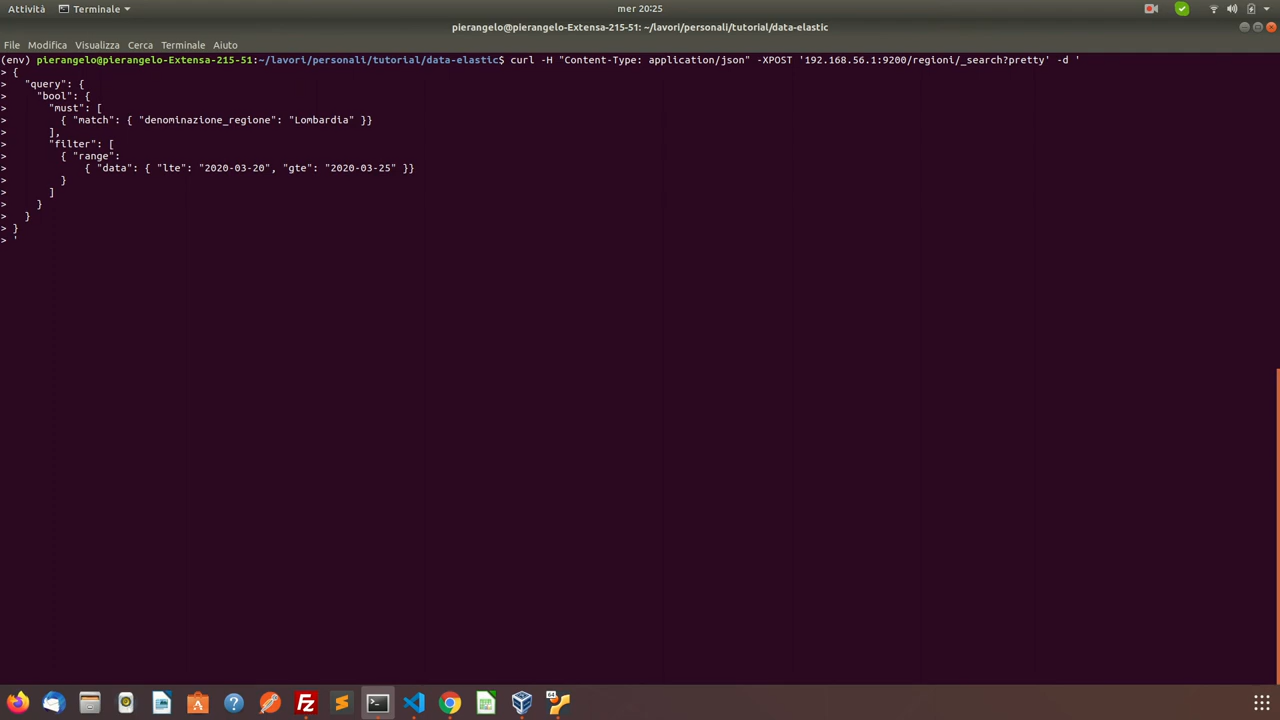 Attività
Terminale
mer 20:25
pierangelo@pierangelo-Extensa-215-51: ~/lavori/personali/tutorial/data-elastic
File Modifica Visualizza Cerca Terminale Aiuto
(env) pierangelo@pierangelo-Extensa-215-51:~/lavori/personali/tutorial/data-elastic$ curl -H "Content-Type: application/json" -XPOST '192.168.56.1:9200/regioni/_search?pretty' -d '
> {
>   "query": {
>     "bool": {
>       "must": [
>         { "match": { "denominazione_regione": "Lombardia" }}
>       ],
>       "filter": [
>         { "range":
>             { "data": { "lte": "2020-03-20", "gte": "2020-03-25" }}
>         }
>       ]
>     }
>   }
> }
> '
64